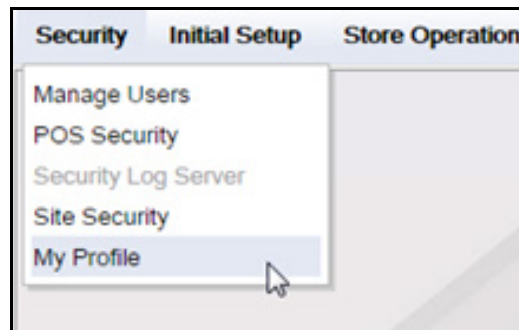 Security Initial Setup Store Operation
Manage Users
POS Security
Security Log Server
Site Security
My Profile